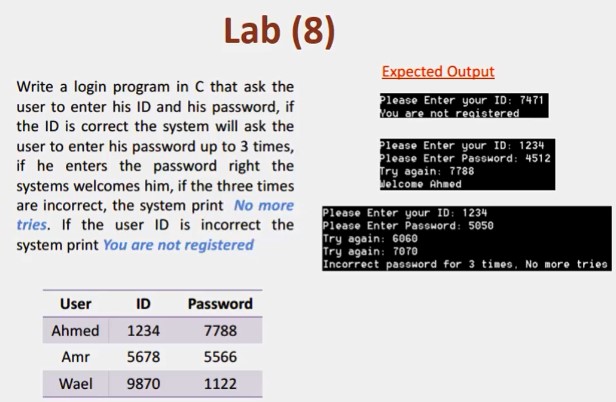 Lab (8)
Write a login program in C that ask the
user to enter his ID and his password, if
the ID is correct the system will ask the
user to enter his password up to 3 times,
if he enters the password right the
systems welcomes him, if the three times
are incorrect, the system print No more
tries. If the user ID is incorrect the
system print You are not registered
Expected Output
Please Enter your ID: 7471
You are not registered
Please Enter your ID: 1234
Please Enter Password: 4512
Try again: 7788
Welcome Ahmed
Please Enter your ID: 1234
Please Enter Password: 5050
Try again: 6060
Try again: 7070
Incorrect password for 3 times, No more tries
User ID Password
Ahmed 1234 7788
Amr 5678 5566
Wael 9870 1122